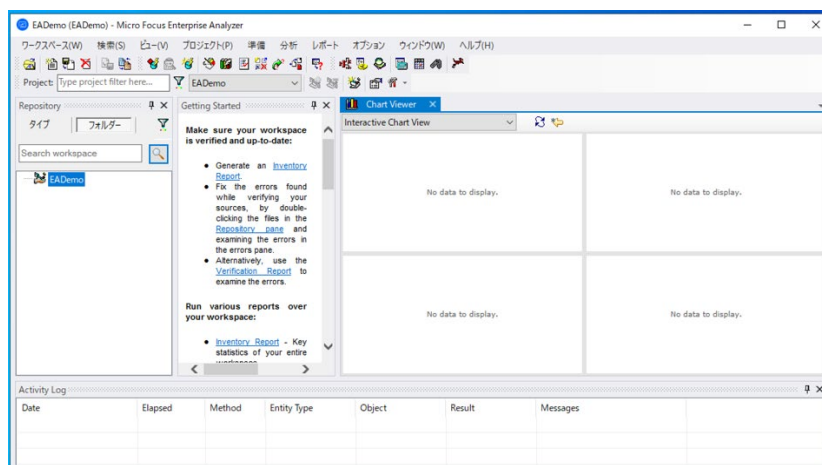 EADemo (EADemo) - Micro Focus Enterprise Analyzer
ワークスペース(W) 検索(S) ビュー(V) プロジェクト(P) 準備 分析 レポート オプション ウィンドウ(W) ヘルプ(H)
Project: Type project filter here... EADemo
Repository
タイプ フォルダー
Search workspace
EADemo
Getting Started
Make sure your workspace
is verified and up-to-date:
Generate an Inventory
Report.
Fix the errors found
while verifying your
sources, by double-
clicking the files in the
Repository pane and
examining the errors in
the errors pane.
Alternatively, use the
Verification Report to
examine the errors.
Run various reports over
your workspace:
Inventory Report - Key
statistics of your entire
Chart Viewer
Interactive Chart View
No data to display.
No data to display.
No data to display.
No data to display.
Activity Log
Date Elapsed Method Entity Type Object Result Messages